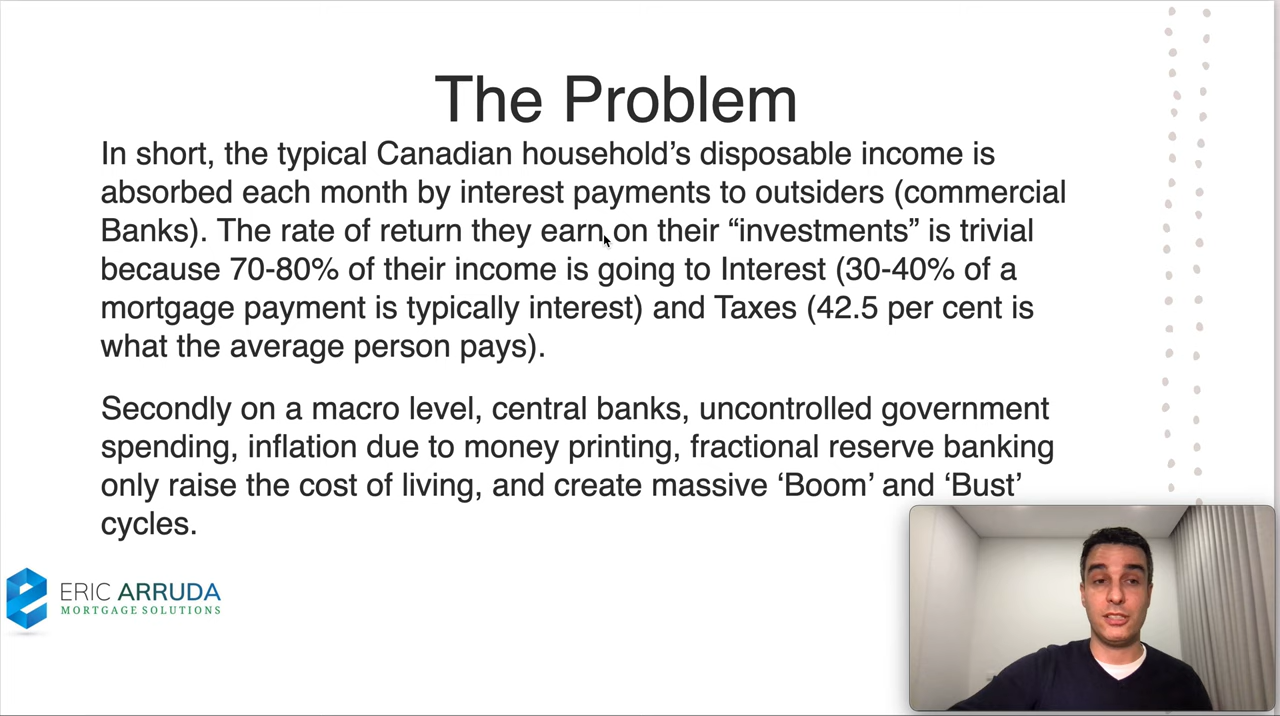 The Problem
In short, the typical Canadian household’s disposable income is
absorbed each month by interest payments to outsiders (commercial
Banks). The rate of return they earn on their “investments” is trivial
because 70-80% of their income is going to Interest (30-40% of a
mortgage payment is typically interest) and Taxes (42.5 per cent is
what the average person pays).
Secondly on a macro level, central banks, uncontrolled government
spending, inflation due to money printing, fractional reserve banking
only raise the cost of living, and create massive ‘Boom’ and ‘Bust’
cycles.
ERIC ARRUDA
MORTGAGE SOLUTIONS